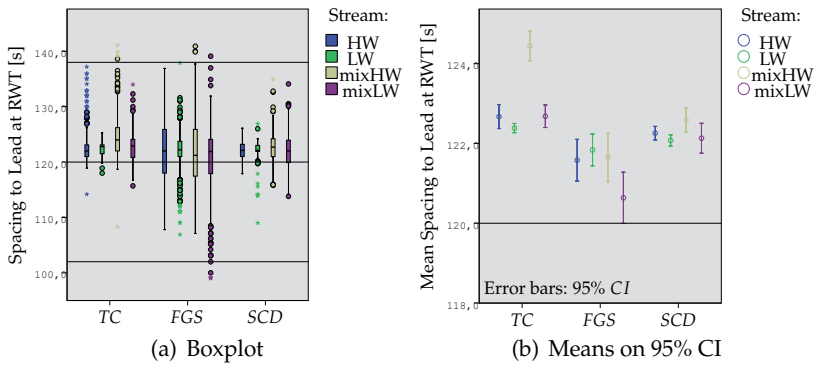 Spacing to Lead at RWT [s]
140,0
130,0
120,0
110,0
100,0
TC
FGS
SCD
Stream:
HW
LW
mixHW
mixLW
(a) Boxplot
Mean Spacing to Lead at RWT [s]
124,0
122,0
120,0
118,0
Error bars: 95% CI
TC
FGS
SCD
Stream:
HW
LW
mixHW
mixLW
(b) Means on 95% CI